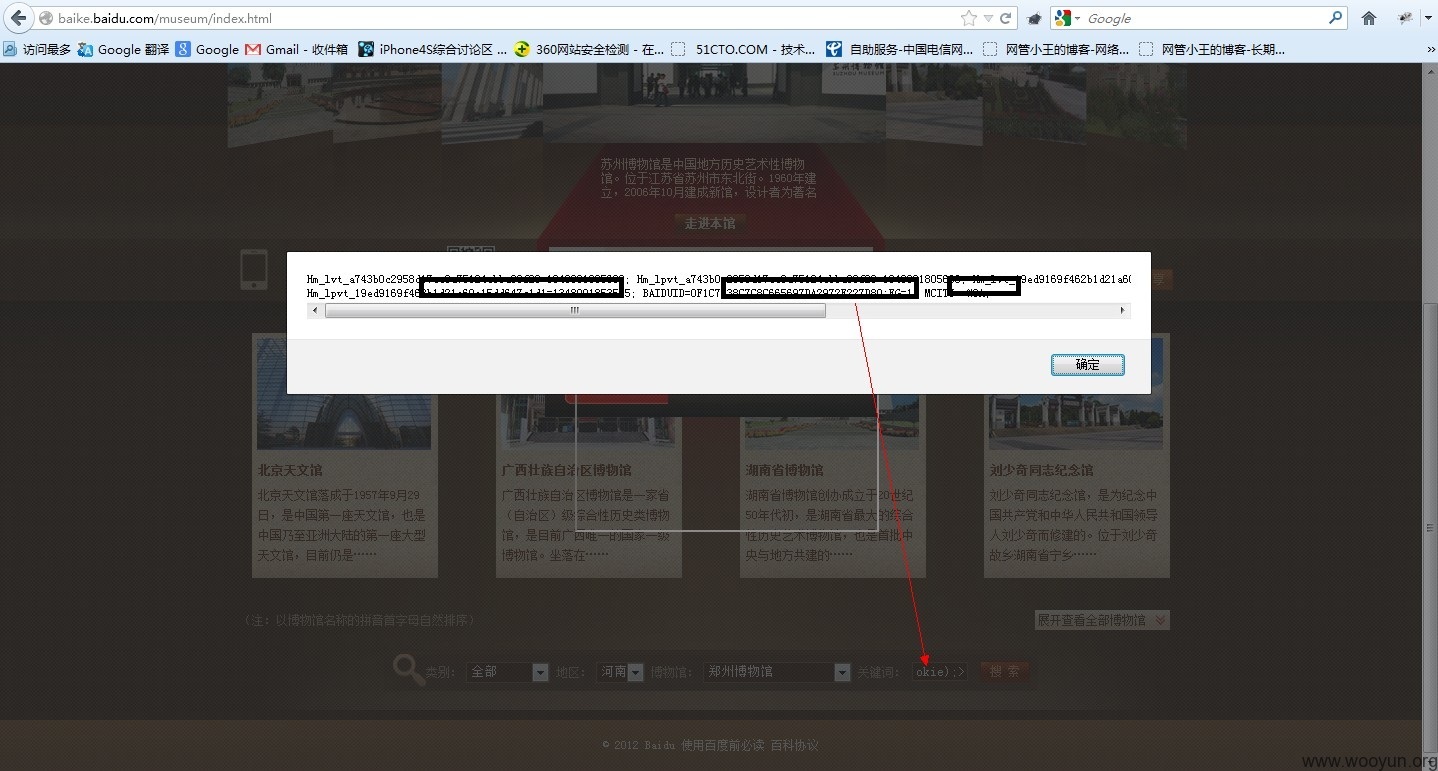 baike.baidu.com/museum/index.html
Google
访问最多 Google 翻译 Google Gmail - 收件箱 iPhone4S综合讨论区 ... 360网站安全检测 - 在... 51CTO.COM - 技术... 自助服务-中国电信网... 网管小王的博客-网络... 网管小王的博客-长期... »
苏州博物馆是中国地方历史艺术性博物
馆。位于江苏省苏州市东北街。1960年建
立，2006年10月建成新馆，设计者为著名
走进本馆
确定
北京天文馆
北京天文馆落成于1957年9月29
日，是中国第一座天文馆，也是
中国乃至亚洲大陆的第一座大型
天文馆，目前仍是……
广西壮族自治区博物馆
广西壮族自治区博物馆是一家省
（自治区）级综合性历史类博物
馆，是目前广西唯一的国家一级
博物馆。坐落在……
湖南省博物馆
湖南省博物馆创办成立于20世纪
50年代初，是湖南省最大的综合
性历史艺术博物馆，也是首批中
央与地方共建的……
刘少奇同志纪念馆
刘少奇同志纪念馆，是为纪念中
国共产党和中华人民共和国领导
人刘少奇而修建的。位于刘少奇
故乡湖南省宁乡……
（注：以博物馆名称的拼音首字母自然排序）
展开查看全部博物馆
类别： 全部 地区： 河南 博物馆： 郑州博物馆 关键词： okie);> 搜 索
© 2012 Baidu 使用百度前必读 百科协议
www.wooyun.org